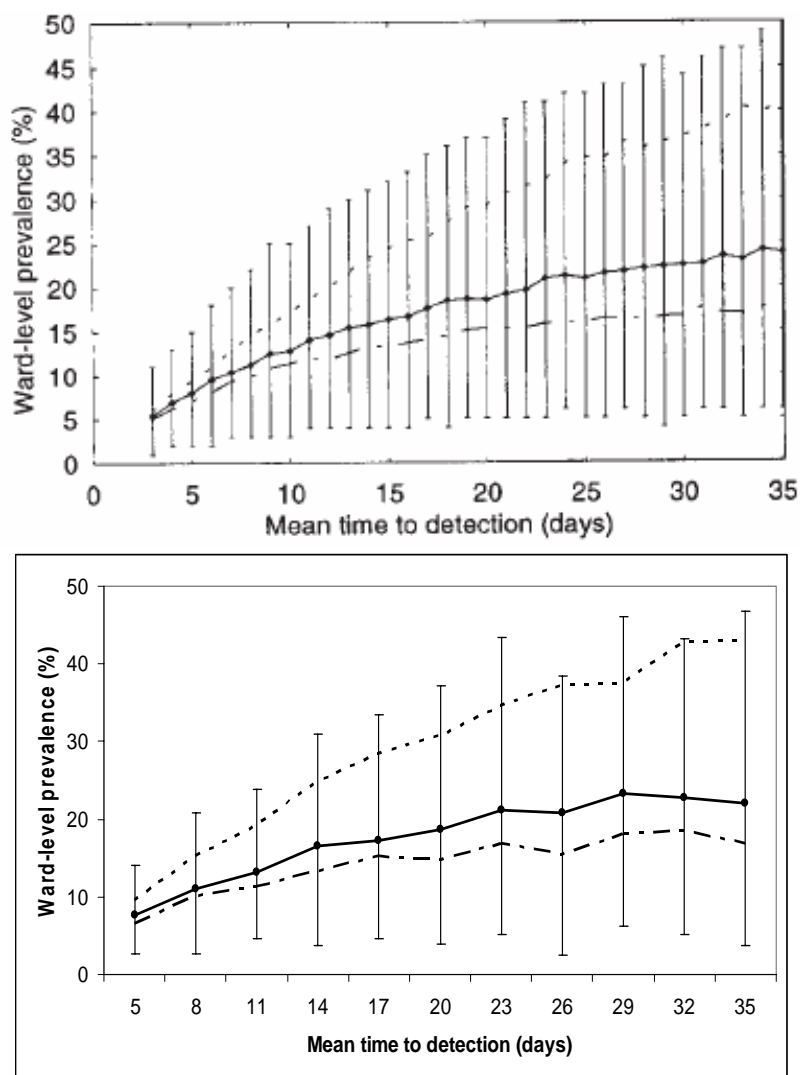 50
45
40
35
30
25
20
15
10
5
0
Ward-level prevalence (%)
0 5 10 15 20 25 30 35
Mean time to detection (days)
50
40
30
20
10
0
Ward-level prevalence (%)
5 8 11 14 17 20 23 26 29 32 35
Mean time to detection (days)